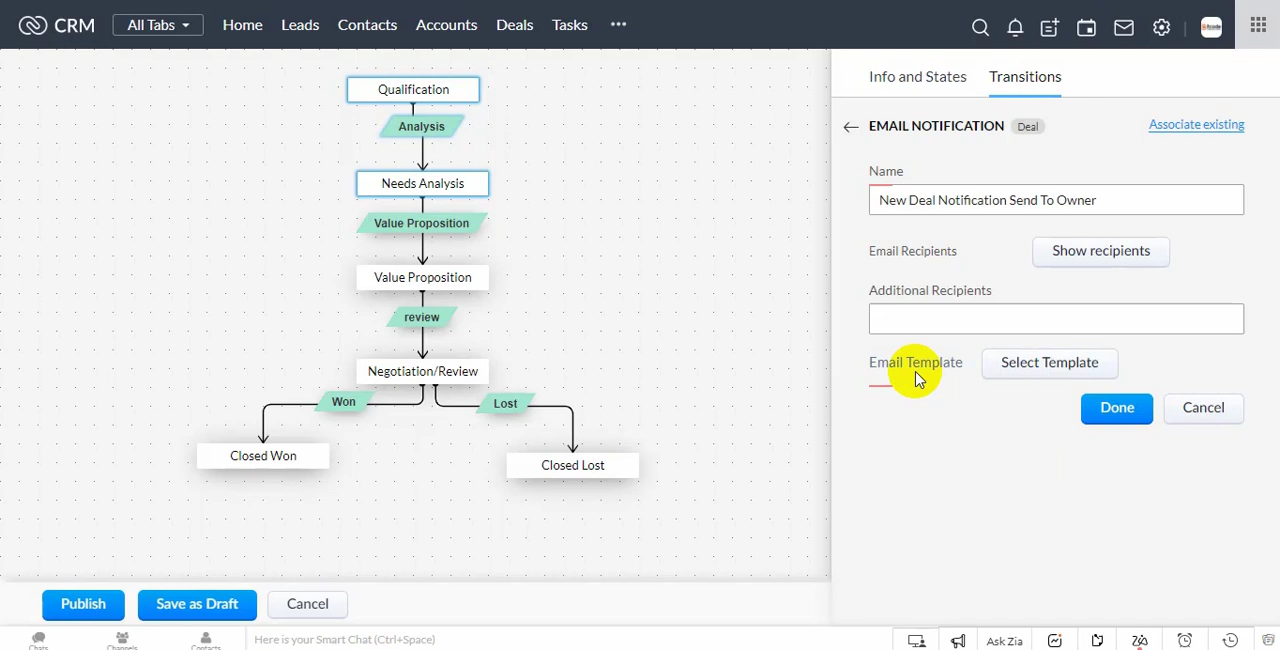 CRM
All Tabs
Home
Leads
Contacts
Accounts
Deals
Tasks
Info and States
Transitions
EMAIL NOTIFICATION
Deal
Associate existing
Name
New Deal Notification Send To Owner
Email Recipients
Show recipients
Additional Recipients
Email Template
Select Template
Done
Cancel
Qualification
Analysis
Needs Analysis
Value Proposition
Value Proposition
review
Negotiation/Review
Won
Lost
Closed Won
Closed Lost
Publish
Save as Draft
Cancel
Chats
Channels
Contacts
Here is your Smart Chat (Ctrl+Space)
Ask Zia